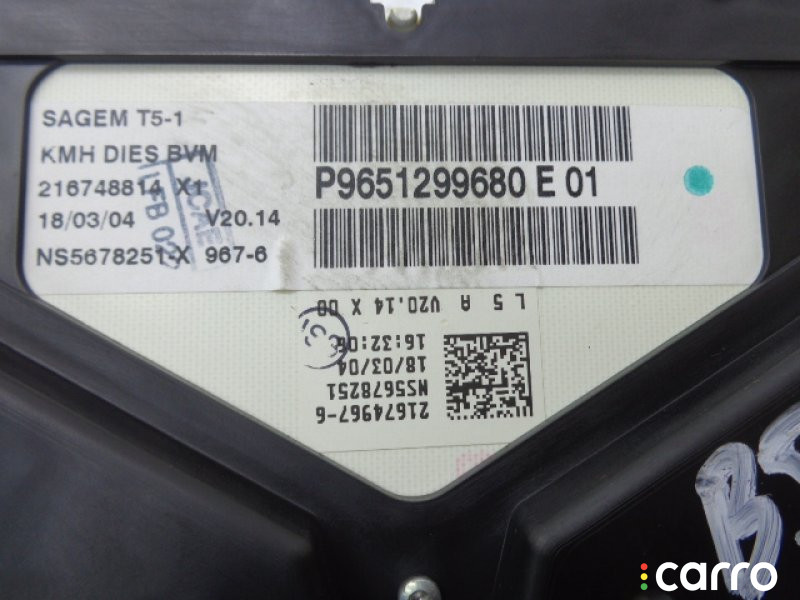 SAGEM T5-1
KMH DIES BVM
216748814 X1
18/03/04 V20.14
NS5678251-X 967-6
P9651299680 E 01
L 5 A V20.14 X 00
16:32:06
18/03/04
NS5678251
21674967-6
carro